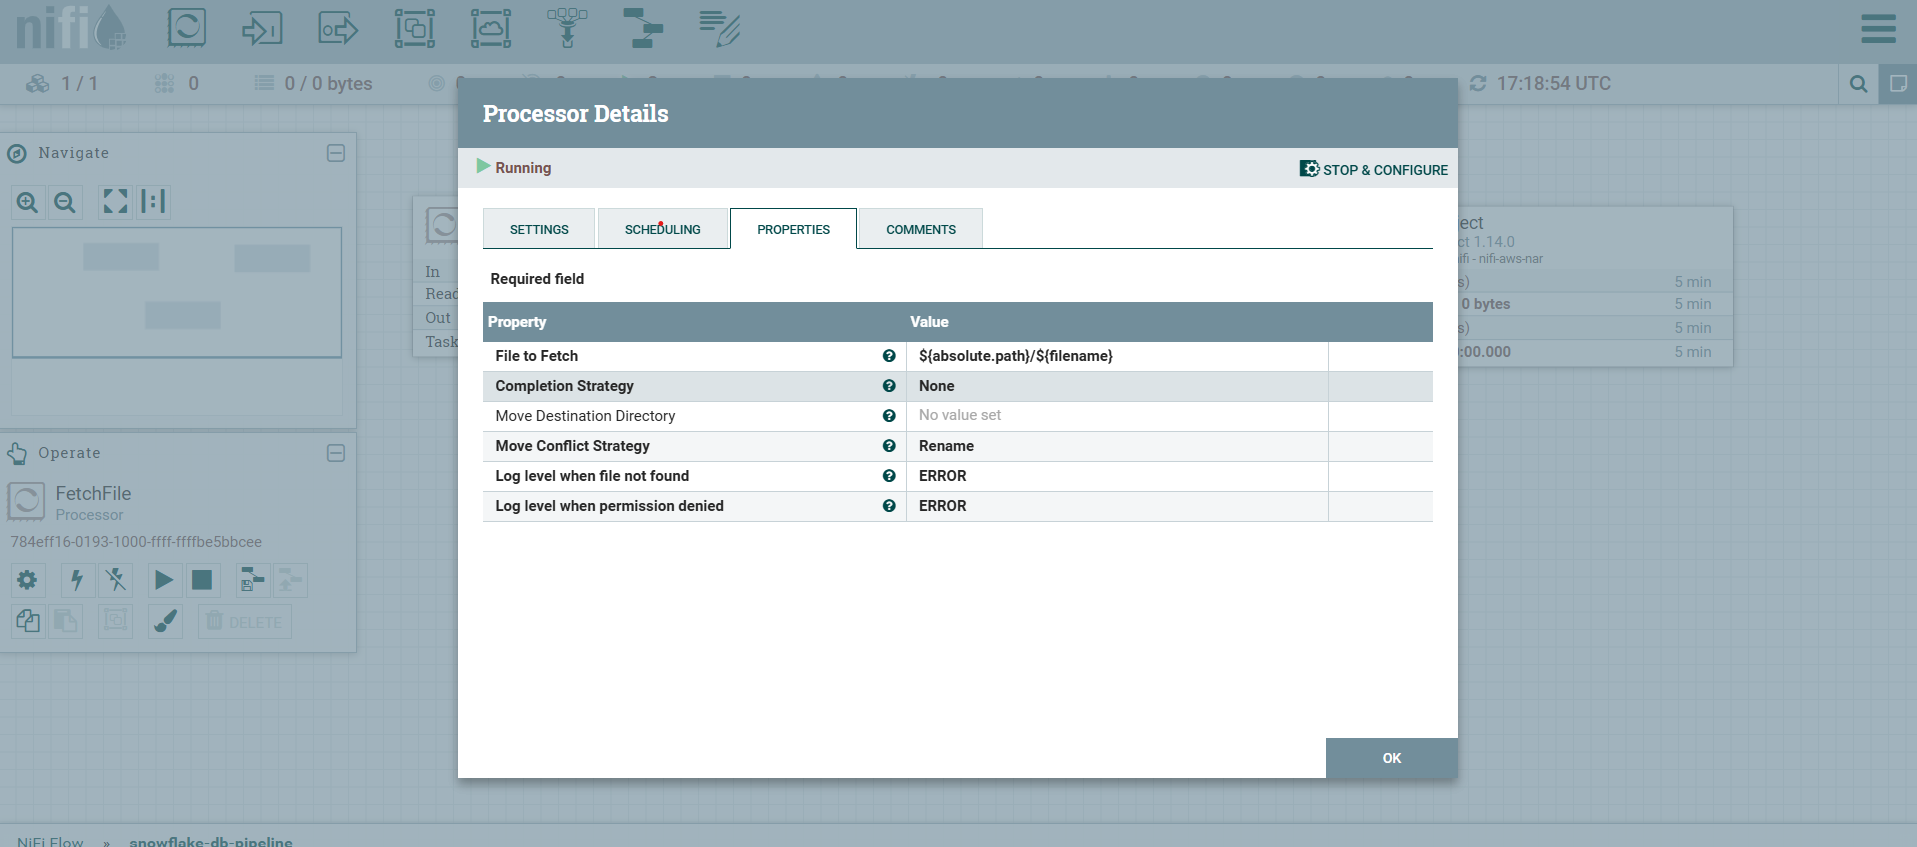 nifi
1 / 1
0
0 / 0 bytes
17:18:54 UTC
Processor Details
Running
STOP & CONFIGURE
SETTINGS
SCHEDULING
PROPERTIES
COMMENTS
Required field
Property Value
File to Fetch ${absolute.path}/${filename}
Completion Strategy None
Move Destination Directory No value set
Move Conflict Strategy Rename
Log level when file not found ERROR
Log level when permission denied ERROR
OK
Navigate
Operate
FetchFile
Processor
784eff16-0193-1000-ffff-ffffbe5bbcee
DELETE
In
Read
Out
Task
ect
ct 1.14.0
ifi - nifi-aws-nar
s) 5 min
0 bytes 5 min
s) 5 min
:00.000 5 min
NiFi Flow » snowflake-db-pipeline